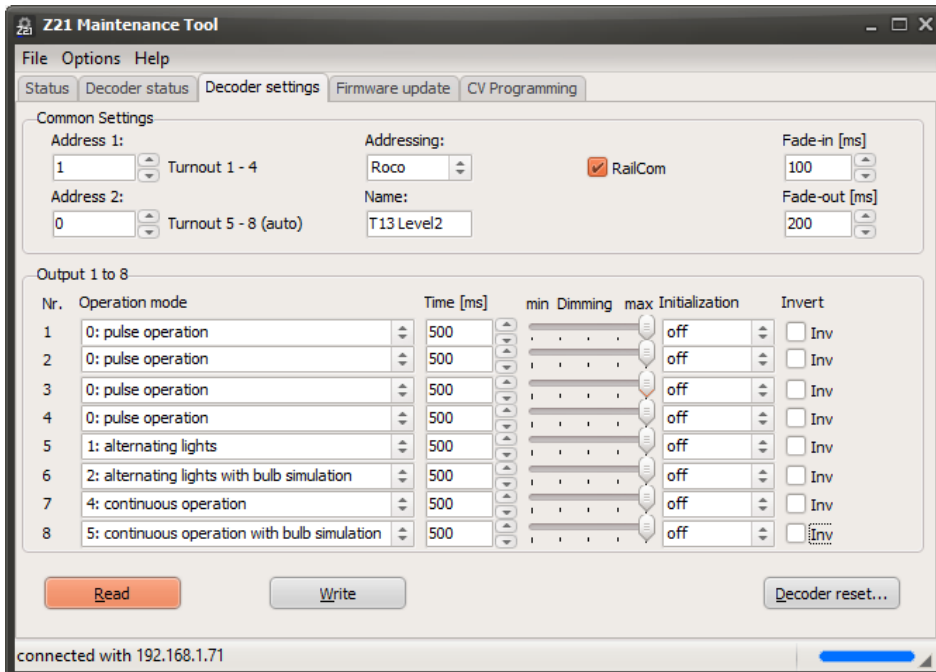 Z21 Maintenance Tool
File Options Help
Status Decoder status Decoder settings Firmware update CV Programming
Common Settings
Address 1: Addressing: Fade-in [ms]
1 Turnout 1 - 4 Roco RailCom 100
Address 2: Name: Fade-out [ms]
0 Turnout 5 - 8 (auto) T13 Level2 200
Output 1 to 8
Nr. Operation mode Time [ms] min Dimming max Initialization Invert
1 0: pulse operation 500 off Inv
2 0: pulse operation 500 off Inv
3 0: pulse operation 500 off Inv
4 0: pulse operation 500 off Inv
5 1: alternating lights 500 off Inv
6 2: alternating lights with bulb simulation 500 off Inv
7 4: continuous operation 500 off Inv
8 5: continuous operation with bulb simulation 500 off Inv
Read Write Decoder reset...
connected with 192.168.1.71